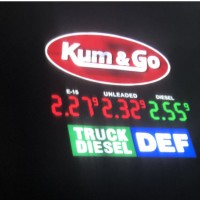 Kum & Go
E-15 UNLEADED DIESEL
2.27⁹ 2.32⁹ 2.55⁹
TRUCK DIESEL DEF